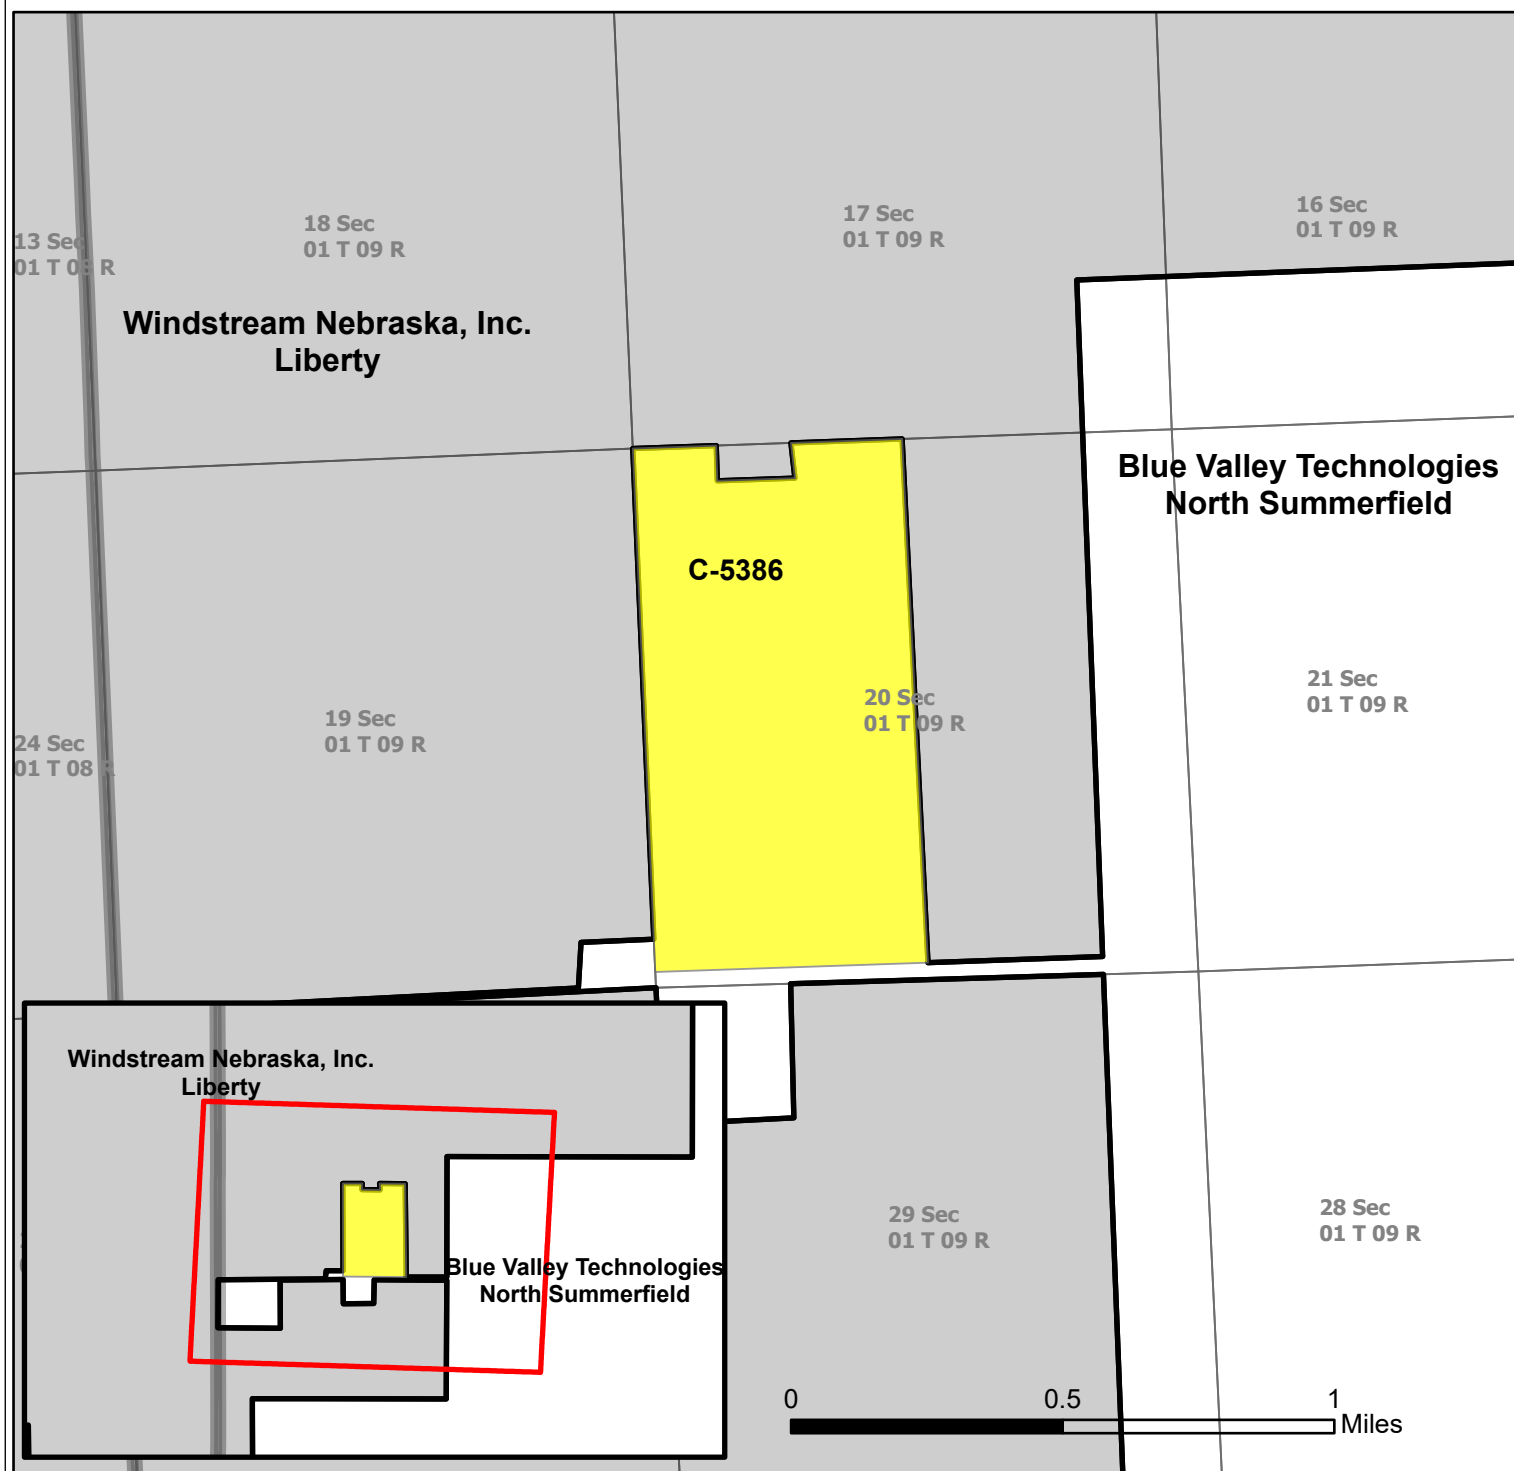 18 Sec
01 T 09 R
17 Sec
01 T 09 R
16 Sec
01 T 09 R
13 Sec
01 T 08 R
Windstream Nebraska, Inc.
Liberty
Blue Valley Technologies
North Summerfield
C-5386
19 Sec
01 T 09 R
20 Sec
01 T 09 R
21 Sec
01 T 09 R
24 Sec
01 T 08 R
Windstream Nebraska, Inc.
Liberty
Blue Valley Technologies
North Summerfield
29 Sec
01 T 09 R
28 Sec
01 T 09 R
0 0.5 1
Miles